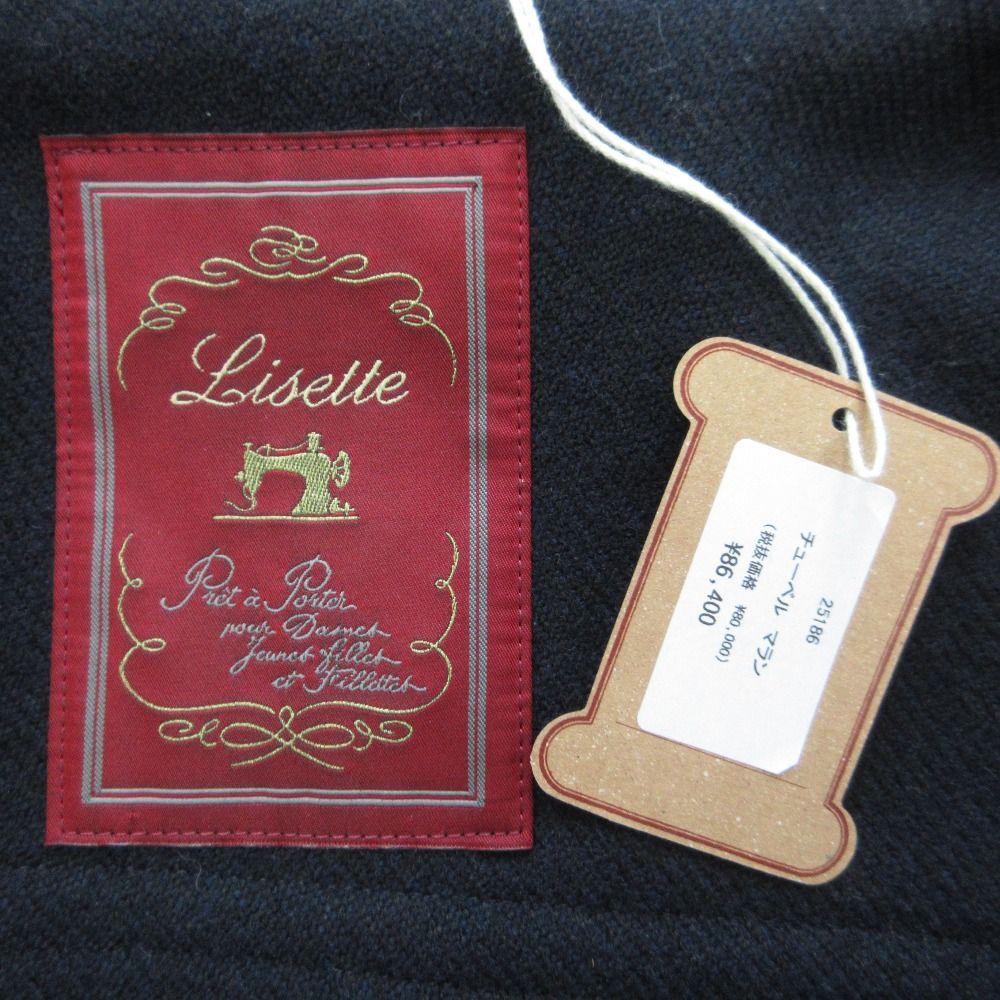 Lisette
Prêt à Porter
pour Dames
Jeunes filles
et Fillettes
25186
チューベル マラン
(税抜価格 ¥80,000)
¥86,400